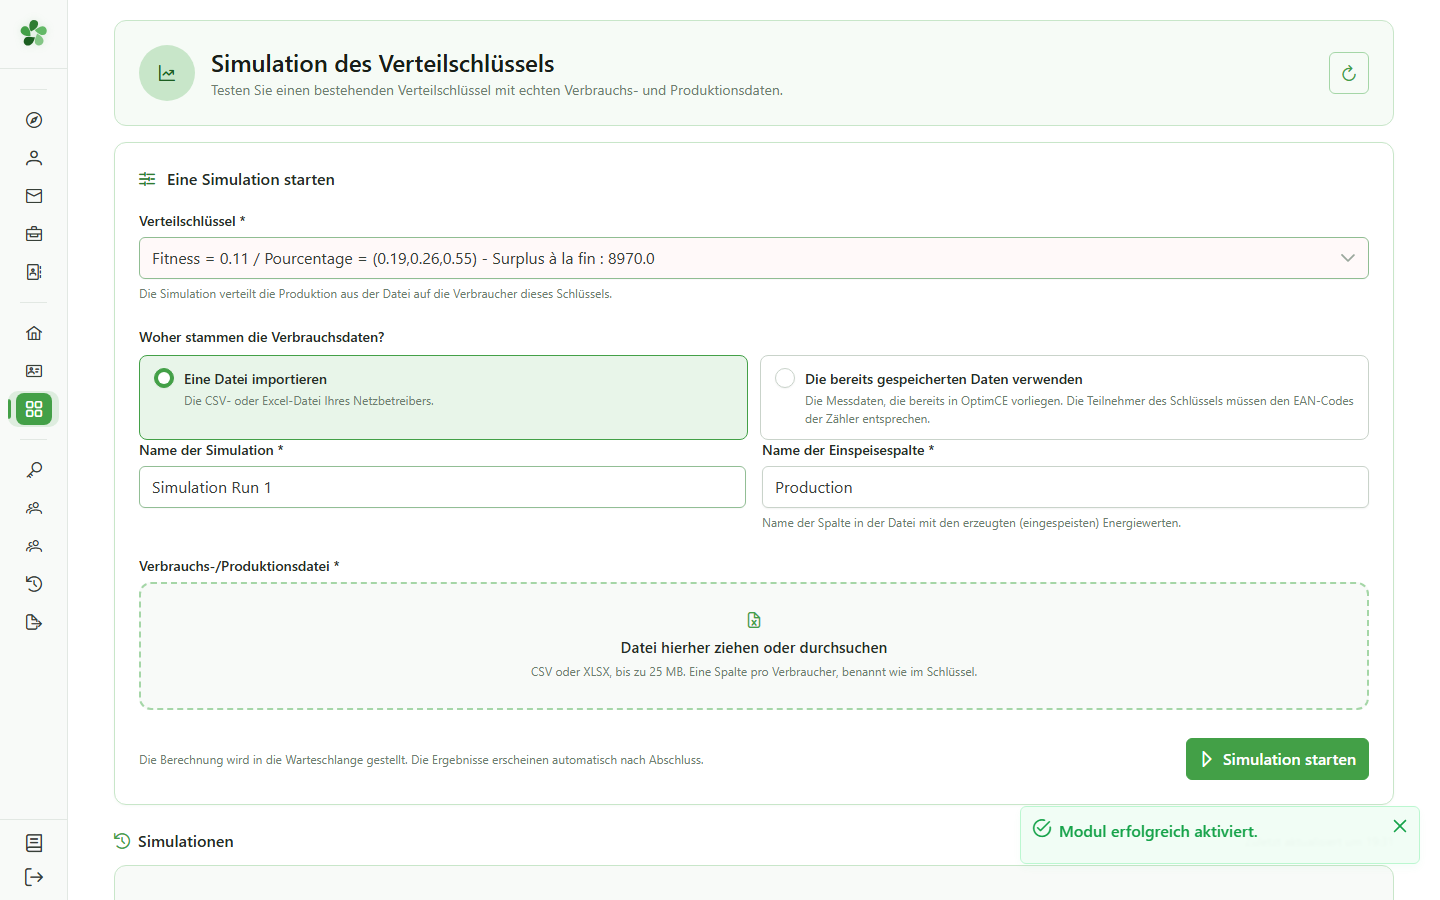 Simulation des Verteilschlüssels
Testen Sie einen bestehenden Verteilschlüssel mit echten Verbrauchs- und Produktionsdaten.
Eine Simulation starten
Verteilschlüssel *
Fitness = 0.11 / Pourcentage = (0.19,0.26,0.55) - Surplus à la fin : 8970.0
Die Simulation verteilt die Produktion aus der Datei auf die Verbraucher dieses Schlüssels.
Woher stammen die Verbrauchsdaten?
Eine Datei importieren
Die CSV- oder Excel-Datei Ihres Netzbetreibers.
Die bereits gespeicherten Daten verwenden
Die Messdaten, die bereits in OptimCE vorliegen. Die Teilnehmer des Schlüssels müssen den EAN-Codes
der Zähler entsprechen.
Name der Simulation *
Simulation Run 1
Name der Einspeisespalte *
Production
Name der Spalte in der Datei mit den erzeugten (eingespeisten) Energiewerten.
Verbrauchs-/Produktionsdatei *
Datei hierher ziehen oder durchsuchen
CSV oder XLSX, bis zu 25 MB. Eine Spalte pro Verbraucher, benannt wie im Schlüssel.
Die Berechnung wird in die Warteschlange gestellt. Die Ergebnisse erscheinen automatisch nach Abschluss.
Simulation starten
Simulationen
Modul erfolgreich aktiviert.